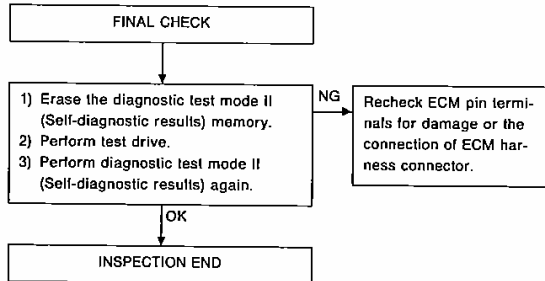 FINAL CHECK
1) Erase the diagnostic test mode II
(Self-diagnostic results) memory.
2) Perform test drive.
3) Perform diagnostic test mode II
(Self-diagnostic results) again.
NG
Recheck ECM pin termi-
nals for damage or the
connection of ECM har-
ness connector.
OK
INSPECTION END